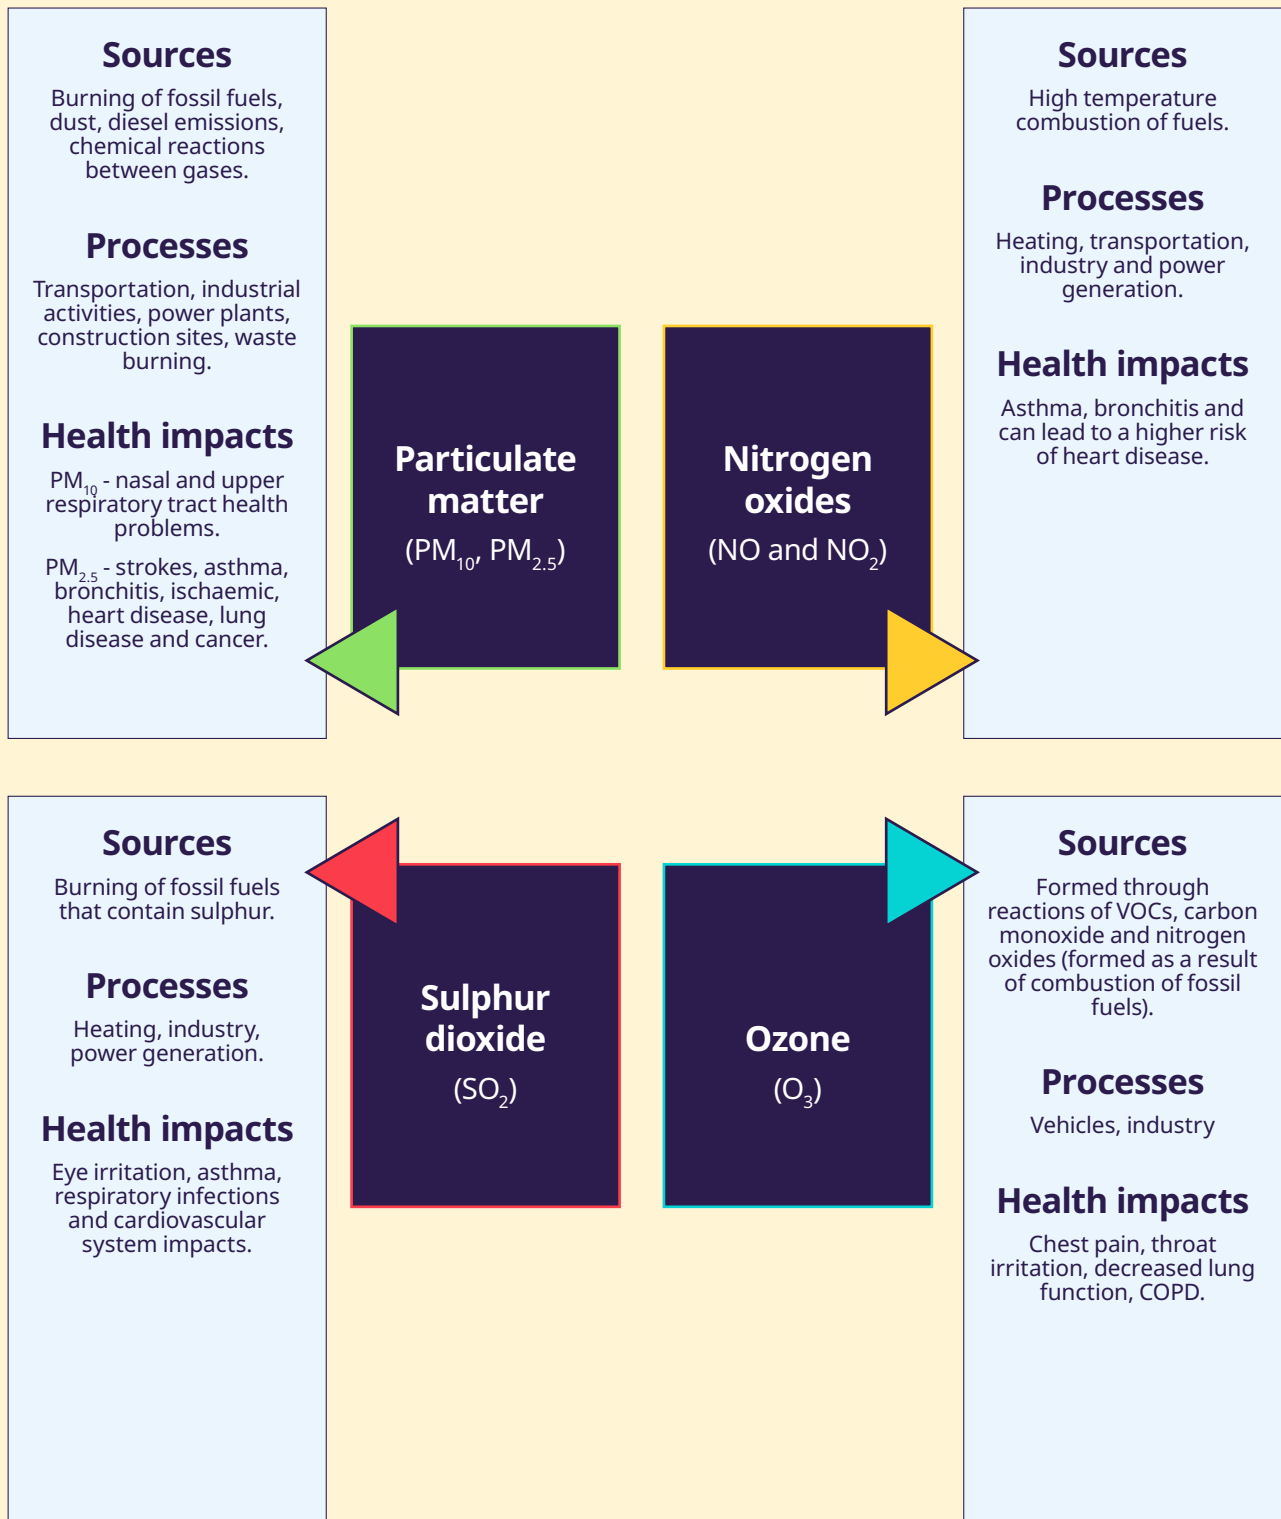 Sources
Burning of fossil fuels,
dust, diesel emissions,
chemical reactions
between gases.
Processes
Transportation, industrial
activities, power plants,
construction sites, waste
burning.
Health impacts
PM₁₀ - nasal and upper
respiratory tract health
problems.
PM₂.₅ - strokes, asthma,
bronchitis, ischaemic,
heart disease, lung
disease and cancer.
Particulate
matter
(PM₁₀, PM₂.₅)
Nitrogen
oxides
(NO and NO₂)
Sources
High temperature
combustion of fuels.
Processes
Heating, transportation,
industry and power
generation.
Health impacts
Asthma, bronchitis and
can lead to a higher risk
of heart disease.
Sources
Burning of fossil fuels
that contain sulphur.
Processes
Heating, industry,
power generation.
Health impacts
Eye irritation, asthma,
respiratory infections
and cardiovascular
system impacts.
Sulphur
dioxide
(SO₂)
Ozone
(O₃)
Sources
Formed through
reactions of VOCs, carbon
monoxide and nitrogen
oxides (formed as a result
of combustion of fossil
fuels).
Processes
Vehicles, industry
Health impacts
Chest pain, throat
irritation, decreased lung
function, COPD.